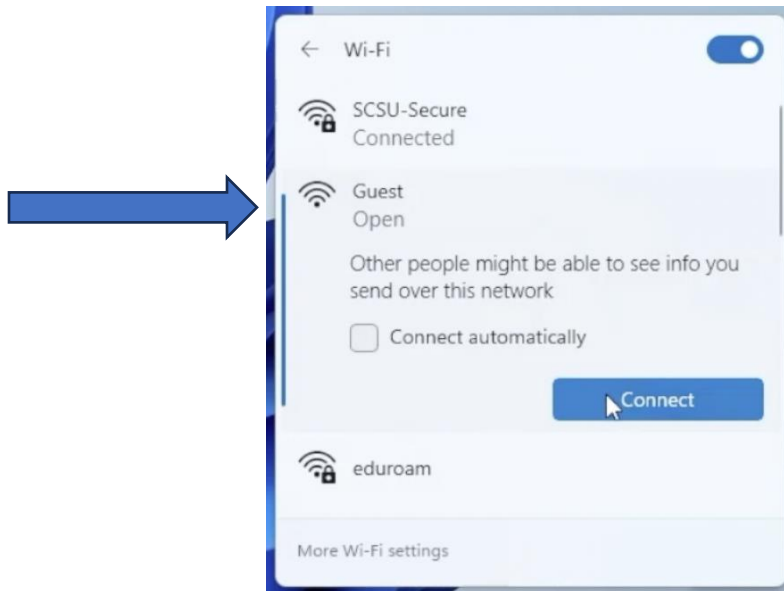 Wi-Fi
SCSU-Secure
Connected
Guest
Open
Other people might be able to see info you
send over this network
Connect automatically
Connect
eduroam
More Wi-Fi settings